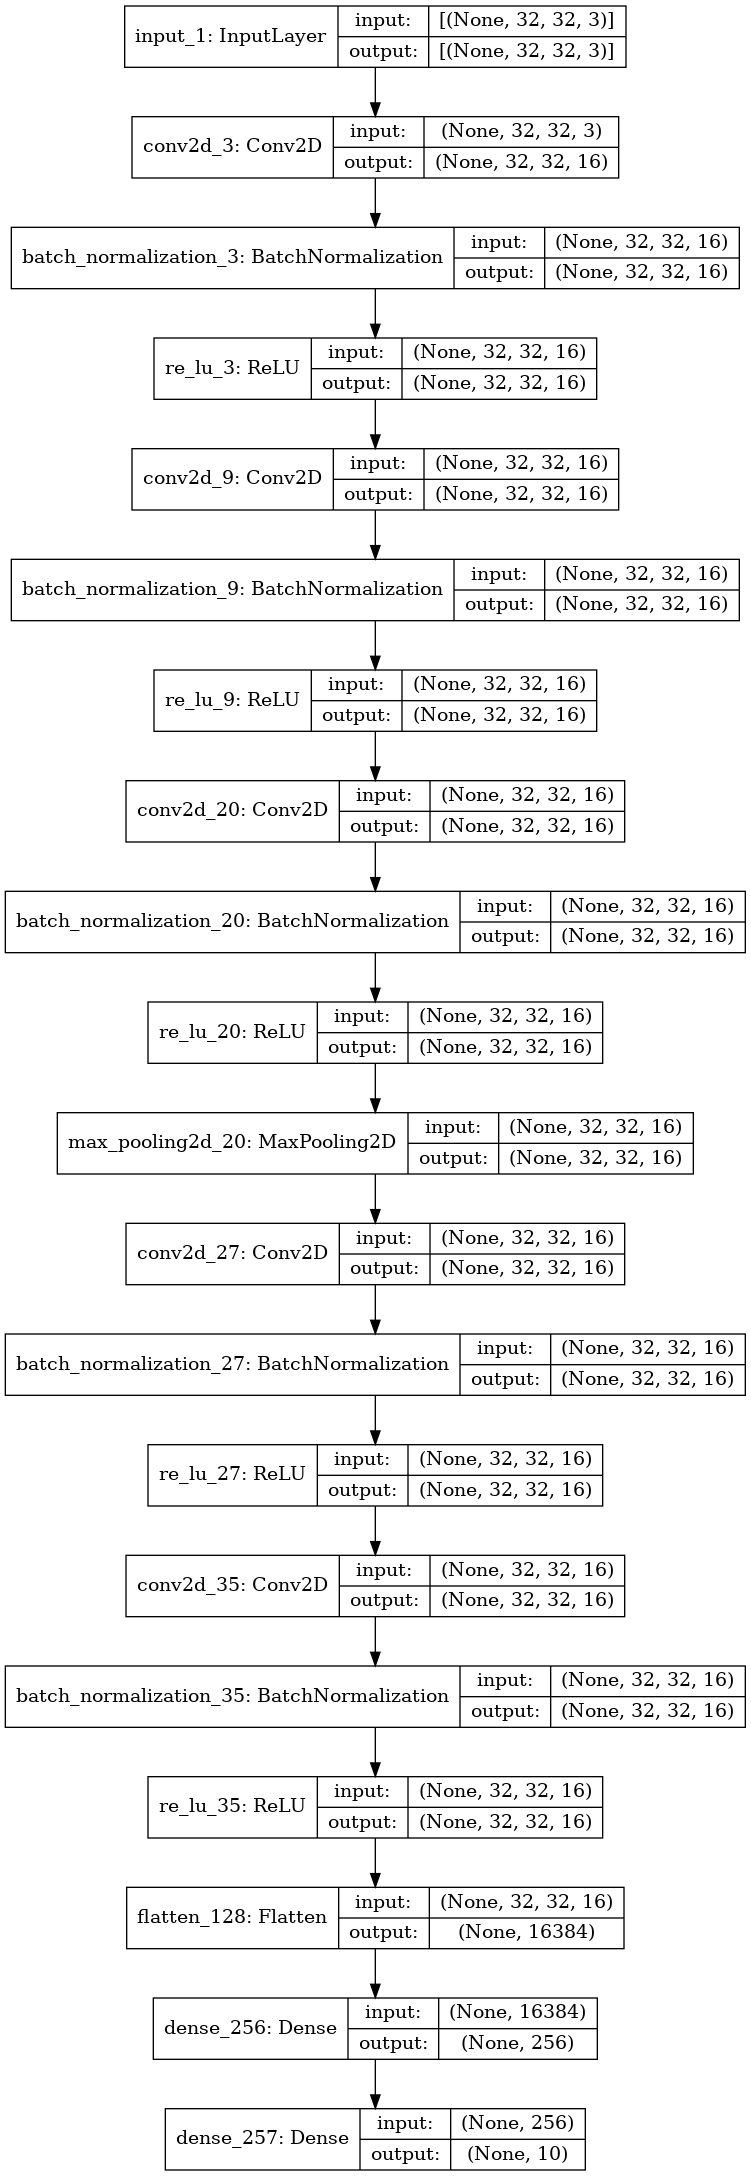 input_1: InputLayer input: [(None, 32, 32, 3)]
output: [(None, 32, 32, 3)]
conv2d_3: Conv2D input: (None, 32, 32, 3)
output: (None, 32, 32, 16)
batch_normalization_3: BatchNormalization input: (None, 32, 32, 16)
output: (None, 32, 32, 16)
re_lu_3: ReLU input: (None, 32, 32, 16)
output: (None, 32, 32, 16)
conv2d_9: Conv2D input: (None, 32, 32, 16)
output: (None, 32, 32, 16)
batch_normalization_9: BatchNormalization input: (None, 32, 32, 16)
output: (None, 32, 32, 16)
re_lu_9: ReLU input: (None, 32, 32, 16)
output: (None, 32, 32, 16)
conv2d_20: Conv2D input: (None, 32, 32, 16)
output: (None, 32, 32, 16)
batch_normalization_20: BatchNormalization input: (None, 32, 32, 16)
output: (None, 32, 32, 16)
re_lu_20: ReLU input: (None, 32, 32, 16)
output: (None, 32, 32, 16)
max_pooling2d_20: MaxPooling2D input: (None, 32, 32, 16)
output: (None, 32, 32, 16)
conv2d_27: Conv2D input: (None, 32, 32, 16)
output: (None, 32, 32, 16)
batch_normalization_27: BatchNormalization input: (None, 32, 32, 16)
output: (None, 32, 32, 16)
re_lu_27: ReLU input: (None, 32, 32, 16)
output: (None, 32, 32, 16)
conv2d_35: Conv2D input: (None, 32, 32, 16)
output: (None, 32, 32, 16)
batch_normalization_35: BatchNormalization input: (None, 32, 32, 16)
output: (None, 32, 32, 16)
re_lu_35: ReLU input: (None, 32, 32, 16)
output: (None, 32, 32, 16)
flatten_128: Flatten input: (None, 32, 32, 16)
output: (None, 16384)
dense_256: Dense input: (None, 16384)
output: (None, 256)
dense_257: Dense input: (None, 256)
output: (None, 10)